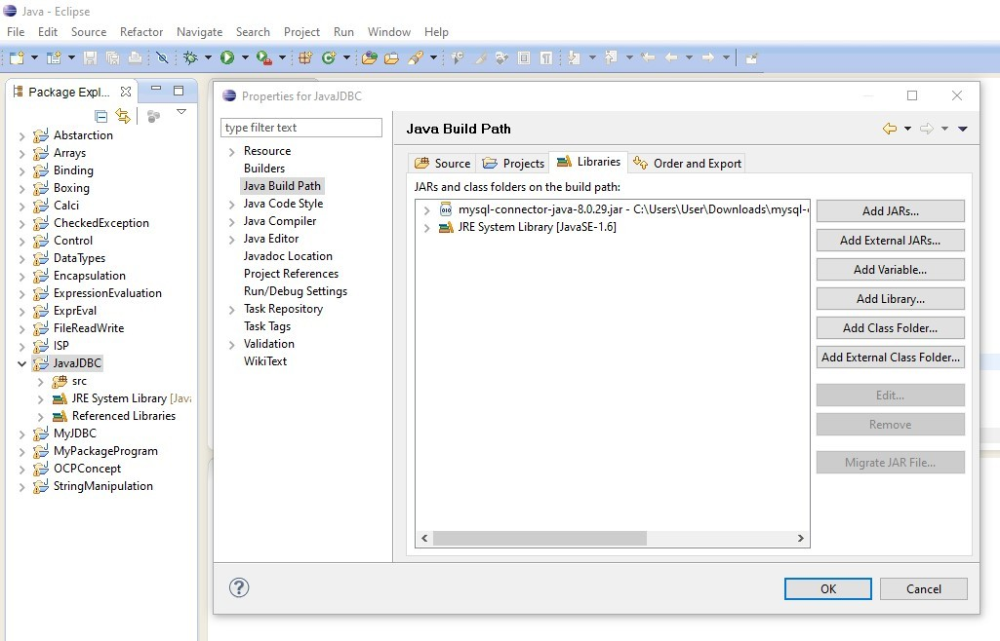 Java - Eclipse
File Edit Source Refactor Navigate Search Project Run Window Help
Package Expl...
Abstarction
Arrays
Binding
Boxing
Calci
CheckedException
Control
DataTypes
Encapsulation
ExpressionEvaluation
ExprEval
FileReadWrite
ISP
JavaJDBC
src
JRE System Library [Java
Referenced Libraries
MyJDBC
MyPackageProgram
OCPConcept
StringManipulation
Properties for JavaJDBC
type filter text
Resource
Builders
Java Build Path
Java Code Style
Java Compiler
Java Editor
Javadoc Location
Project References
Run/Debug Settings
Task Repository
Task Tags
Validation
WikiText
Java Build Path
Source Projects Libraries Order and Export
JARs and class folders on the build path:
mysql-connector-java-8.0.29.jar - C:\Users\User\Downloads\mysql-
JRE System Library [JavaSE-1.6]
Add JARs...
Add External JARs...
Add Variable...
Add Library...
Add Class Folder...
Add External Class Folder...
Edit...
Remove
Migrate JAR File...
OK Cancel